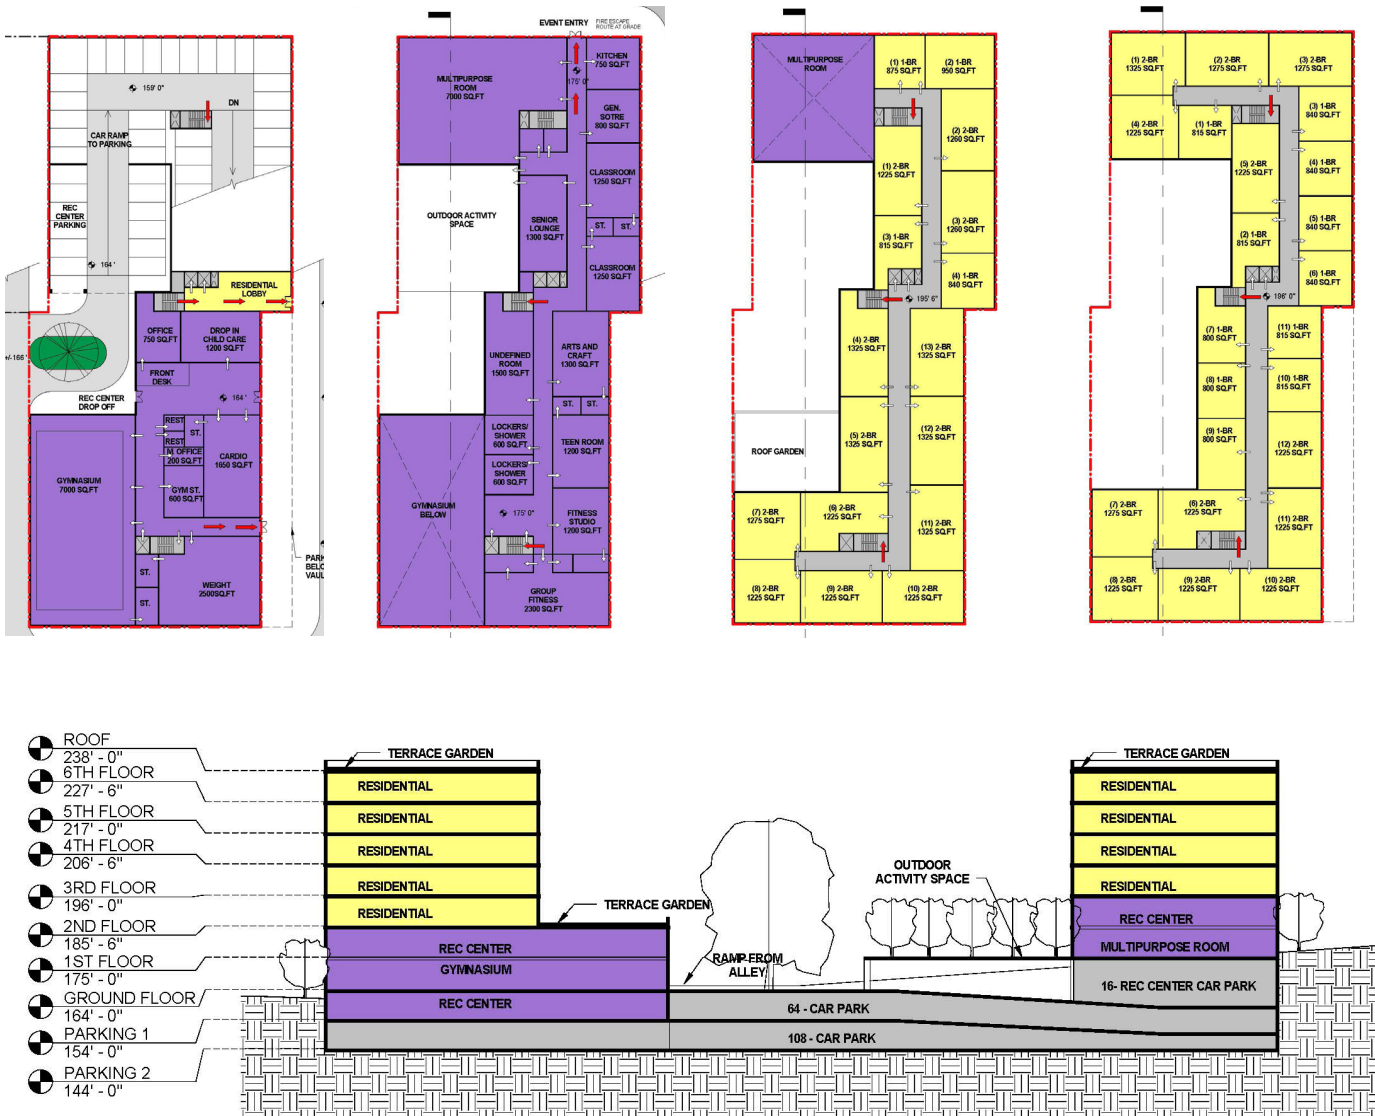 159' 0"
DN
CAR RAMP
TO PARKING
REC
CENTER
PARKING
164'
RESIDENTIAL
LOBBY
+/-166'
OFFICE
750 SQ.FT
DROP IN
CHILD CARE
1200 SQ.FT
FRONT
DESK
REC CENTER
DROP OFF
164'
REST
REST
ST.
M. OFFICE
200 SQ.FT
CARDIO
1650 SQ.FT
GYMNASIUM
7000 SQ.FT
GYM ST.
600 SQ.FT
ST.
ST.
WEIGHT
2500SQ.FT
EVENT ENTRY
FIRE ESCAPE
ROUTE AT GRADE
MULTIPURPOSE
ROOM
7000 SQ.FT
175' 0"
KITCHEN
750 SQ.FT
GEN.
SOTRE
800 SQ.FT
CLASSROOM
1250 SQ.FT
OUTDOOR ACTIVITY
SPACE
SENIOR
LOUNGE
1300 SQ.FT
ST.
ST.
CLASSROOM
1250 SQ.FT
UNDEFINED
ROOM
1500 SQ.FT
ARTS AND
CRAFT
1300 SQ.FT
ST.
ST.
LOCKERS/
SHOWER
600 SQ.FT
TEEN ROOM
1200 SQ.FT
LOCKERS/
SHOWER
600 SQ.FT
GYMNASIUM
BELOW
175' 0"
FITNESS
STUDIO
1200 SQ.FT
GROUP
FITNESS
2300 SQ.FT
MULTIPURPOSE
ROOM
(1) 1-BR
875 SQ.FT
(2) 1-BR
950 SQ.FT
(2) 2-BR
1260 SQ.FT
(1) 2-BR
1225 SQ.FT
(3) 2-BR
1260 SQ.FT
(3) 1-BR
815 SQ.FT
(4) 1-BR
840 SQ.FT
195' 6"
(4) 2-BR
1325 SQ.FT
(13) 2-BR
1325 SQ.FT
(5) 2-BR
1325 SQ.FT
(12) 2-BR
1325 SQ.FT
ROOF GARDEN
(7) 2-BR
1275 SQ.FT
(6) 2-BR
1225 SQ.FT
(11) 2-BR
1325 SQ.FT
(8) 2-BR
1225 SQ.FT
(9) 2-BR
1225 SQ.FT
(10) 2-BR
1225 SQ.FT
(1) 2-BR
1325 SQ.FT
(2) 2-BR
1275 SQ.FT
(3) 2-BR
1275 SQ.FT
(4) 2-BR
1225 SQ.FT
(1) 1-BR
815 SQ.FT
(3) 1-BR
840 SQ.FT
(5) 2-BR
1225 SQ.FT
(4) 1-BR
840 SQ.FT
(2) 1-BR
815 SQ.FT
(5) 1-BR
840 SQ.FT
(6) 1-BR
840 SQ.FT
196' 0"
(7) 1-BR
800 SQ.FT
(11) 1-BR
815 SQ.FT
(8) 1-BR
800 SQ.FT
(10) 1-BR
815 SQ.FT
(9) 1-BR
800 SQ.FT
(12) 2-BR
1225 SQ.FT
(7) 2-BR
1275 SQ.FT
(6) 2-BR
1225 SQ.FT
(11) 2-BR
1225 SQ.FT
(8) 2-BR
1225 SQ.FT
(9) 2-BR
1225 SQ.FT
(10) 2-BR
1225 SQ.FT
ROOF
238' - 0"
6TH FLOOR
227' - 6"
5TH FLOOR
217' - 0"
4TH FLOOR
206' - 6"
3RD FLOOR
196' - 0"
2ND FLOOR
185' - 6"
1ST FLOOR
175' - 0"
GROUND FLOOR
164' - 0"
PARKING 1
154' - 0"
PARKING 2
144' - 0"
TERRACE GARDEN
RESIDENTIAL
RESIDENTIAL
RESIDENTIAL
RESIDENTIAL
RESIDENTIAL
TERRACE GARDEN
REC CENTER
GYMNASIUM
REC CENTER
RAMP FROM
ALLEY
OUTDOOR
ACTIVITY SPACE
64 - CAR PARK
108 - CAR PARK
TERRACE GARDEN
RESIDENTIAL
RESIDENTIAL
RESIDENTIAL
RESIDENTIAL
REC CENTER
MULTIPURPOSE ROOM
16- REC CENTER CAR PARK